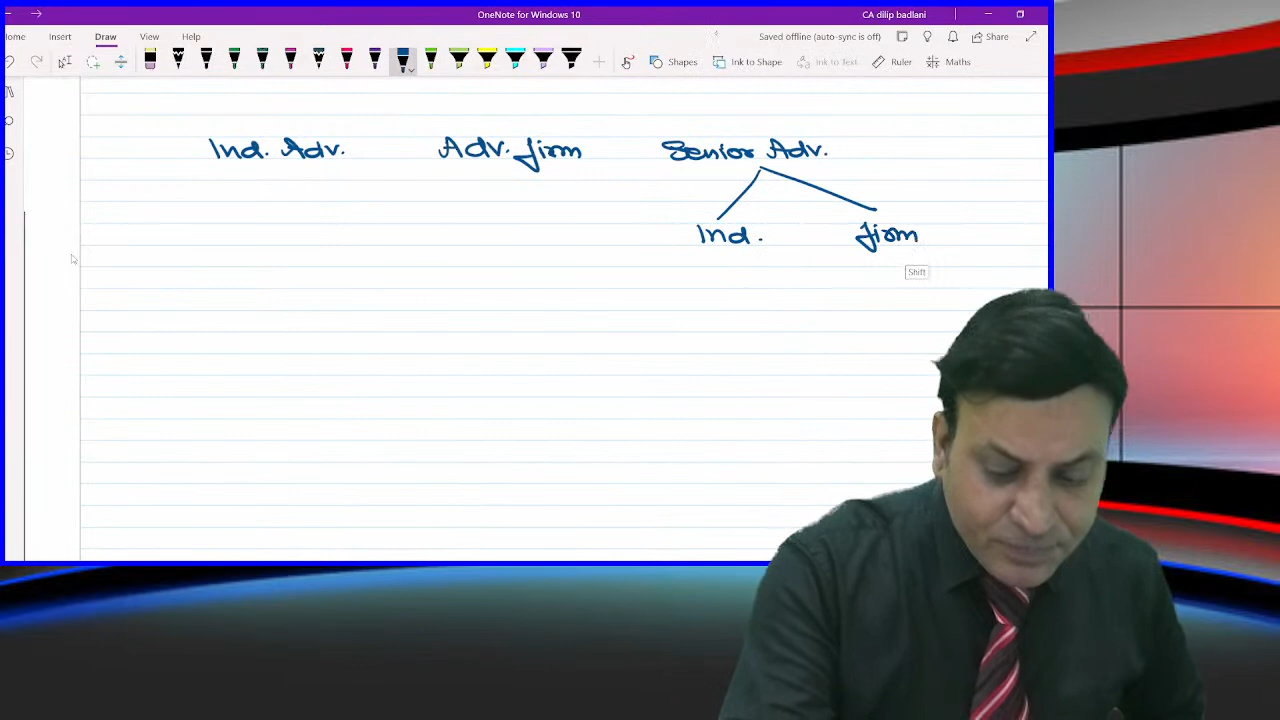 OneNote for Windows 10
CA dilip badlani
Insert Draw View Help
Saved offline (auto-sync is off)
Share
Shapes
Ink to Shape
Ink to Text
Ruler
Maths
Ind. Adv. Adv. firm Senior Adv.
Ind. firm
Shift